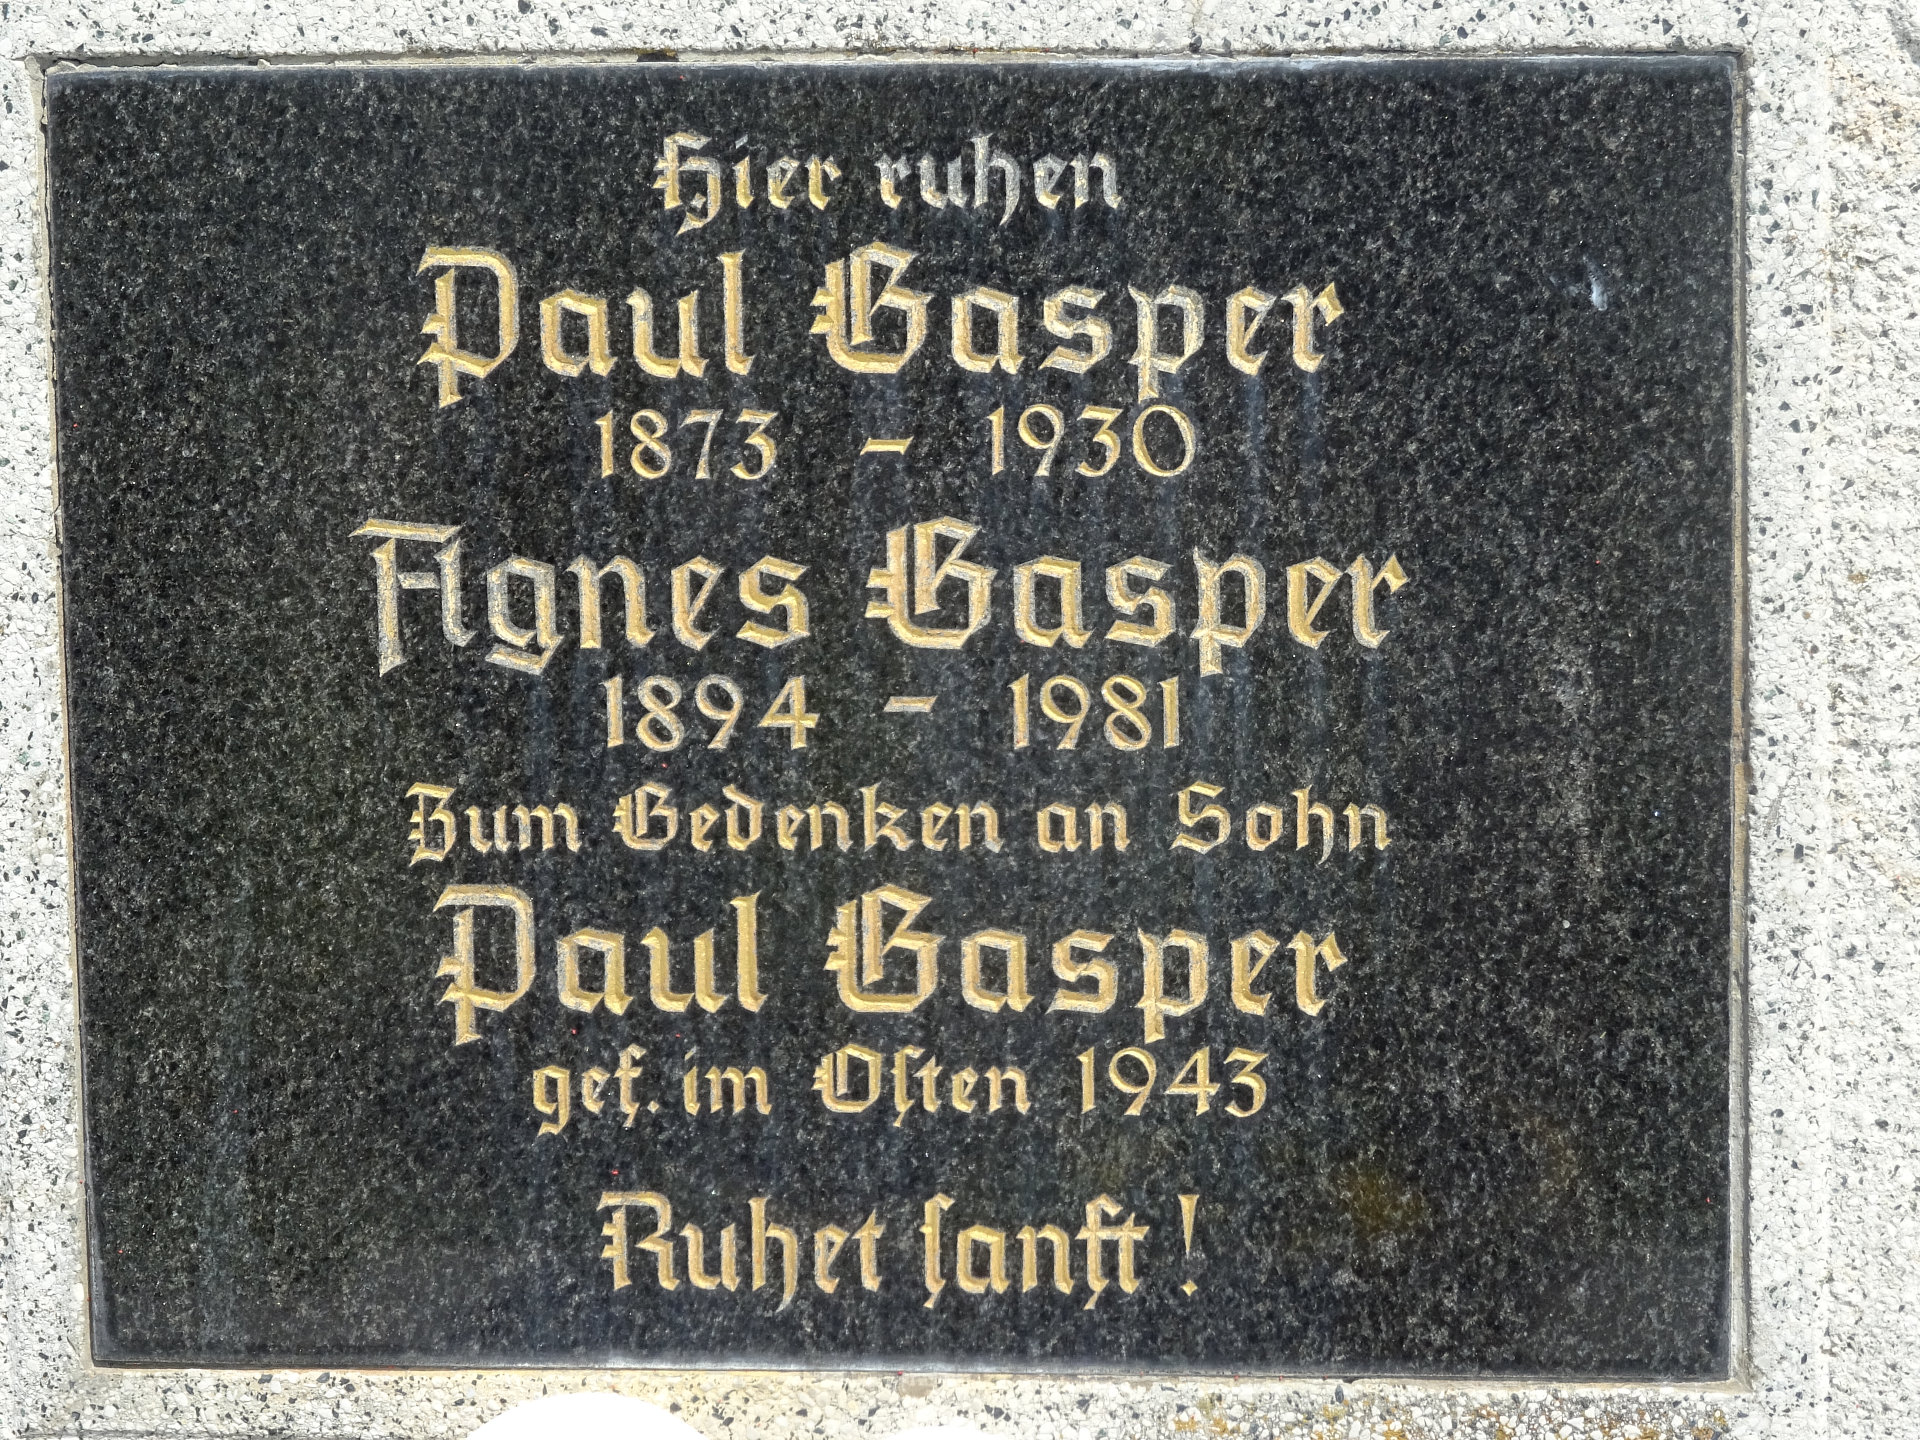 Hier ruhen
Paul Gasper
1873 - 1930
Agnes Gasper
1894 - 1981
Zum Gedenken an Sohn
Paul Gasper
gef. im Oſten 1943
Ruhet ſanft!